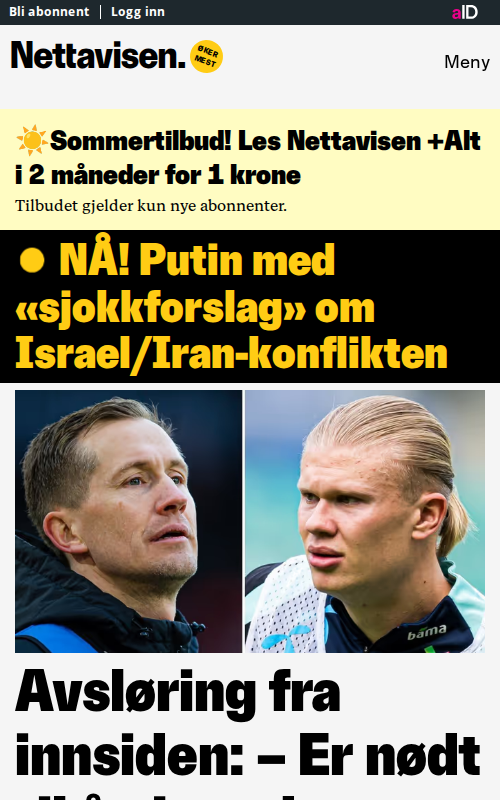 Bli abonnent | Logg inn
aID
Nettavisen.
ØKER
MEST
Meny
☀️Sommertilbud! Les Nettavisen +Alt
i 2 måneder for 1 krone
Tilbudet gjelder kun nye abonnenter.
NÅ! Putin med
«sjokkforslag» om
Israel/Iran-konflikten
bama
Avsløring fra
innsiden: – Er nødt